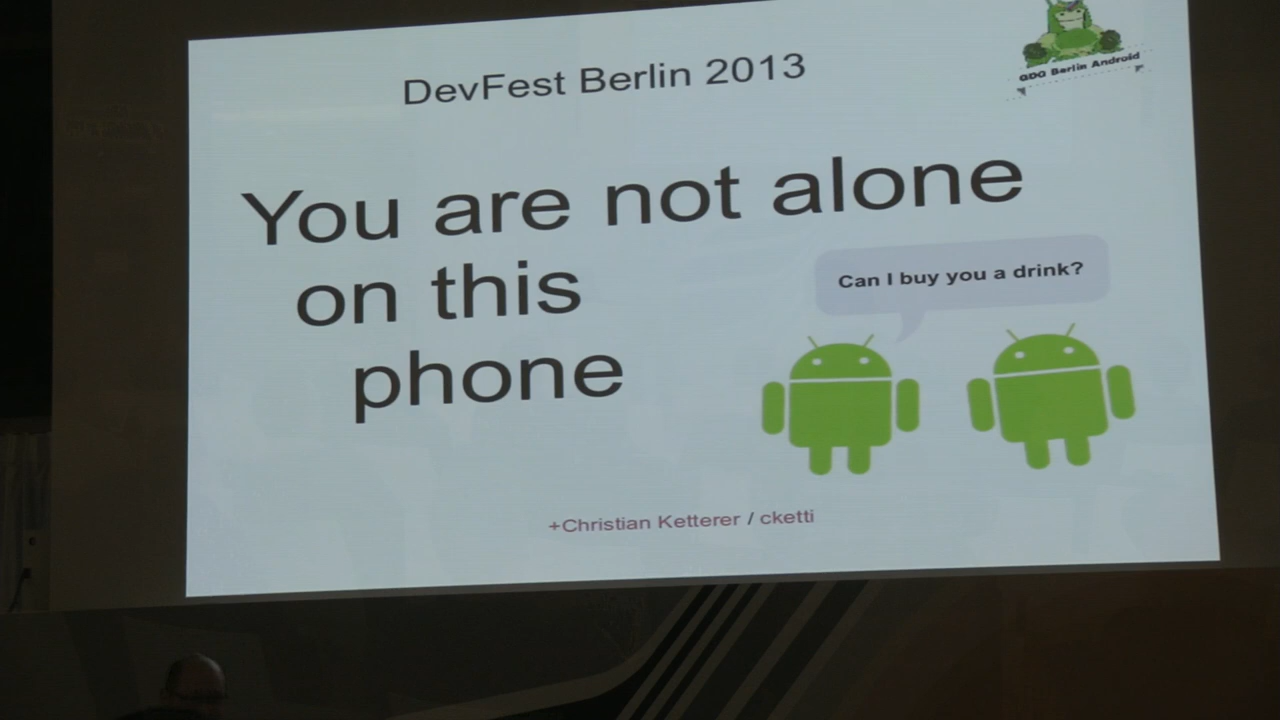 DevFest Berlin 2013
GDG Berlin Android
You are not alone
on this
phone
Can I buy you a drink?
+Christian Ketterer / cketti